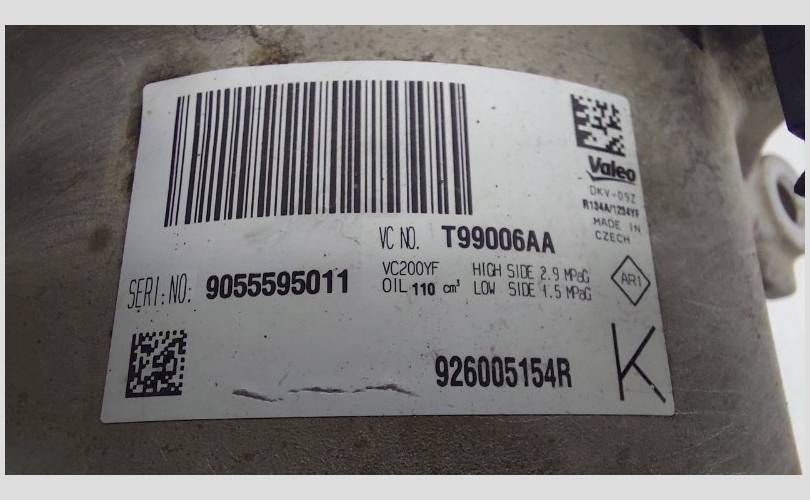 Valeo
DKV-09Z
R134A/1234YF
MADE IN
CZECH
VC NO. T99006AA
SERI.NO: 9055595011
VC200YF HIGH SIDE 2.9 MPaG
OIL 110 cm³ LOW SIDE 1.5 MPaG
AR1
926005154R
K